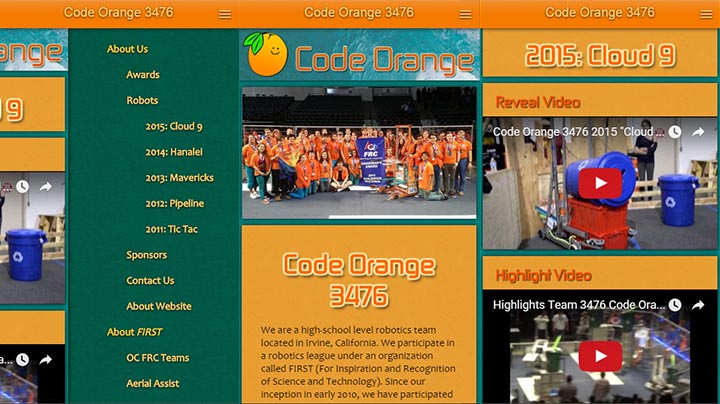 Code Orange 3476
ange
9
a...
About Us
Awards
Robots
2015: Cloud 9
2014: Hanalei
2013: Mavericks
2012: Pipeline
2011: Tic Tac
Sponsors
Contact Us
About Website
About FIRST
OC FRC Teams
Aerial Assist
Code Orange 3476
Code Orange
FRC
Code Orange
3476
We are a high-school level robotics team
located in Irvine, California. We participate in
a robotics league under an organization
called FIRST (For Inspiration and Recognition
of Science and Technology). Since our
inception in early 2010, we have participated
Code Orange 3476
2015: Cloud 9
Reveal Video
Code Orange 3476 2015 "Cloud ...
Highlight Video
Highlights Team 3476 Code Ora...